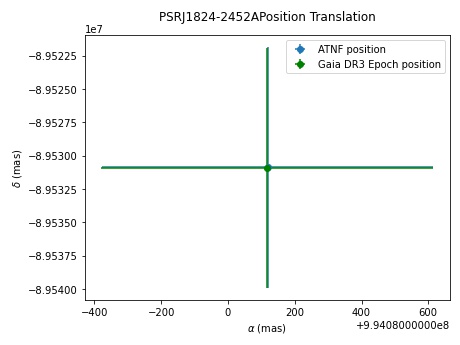 PSRJ1824-2452APosition Translation
1e7
ATNF position
Gaia DR3 Epoch position
−8.95225
−8.95250
−8.95275
−8.95300
−8.95325
−8.95350
−8.95375
−8.95400
δ (mas)
−400
−200
0
200
400
600
+9.9408000000e8
α (mas)